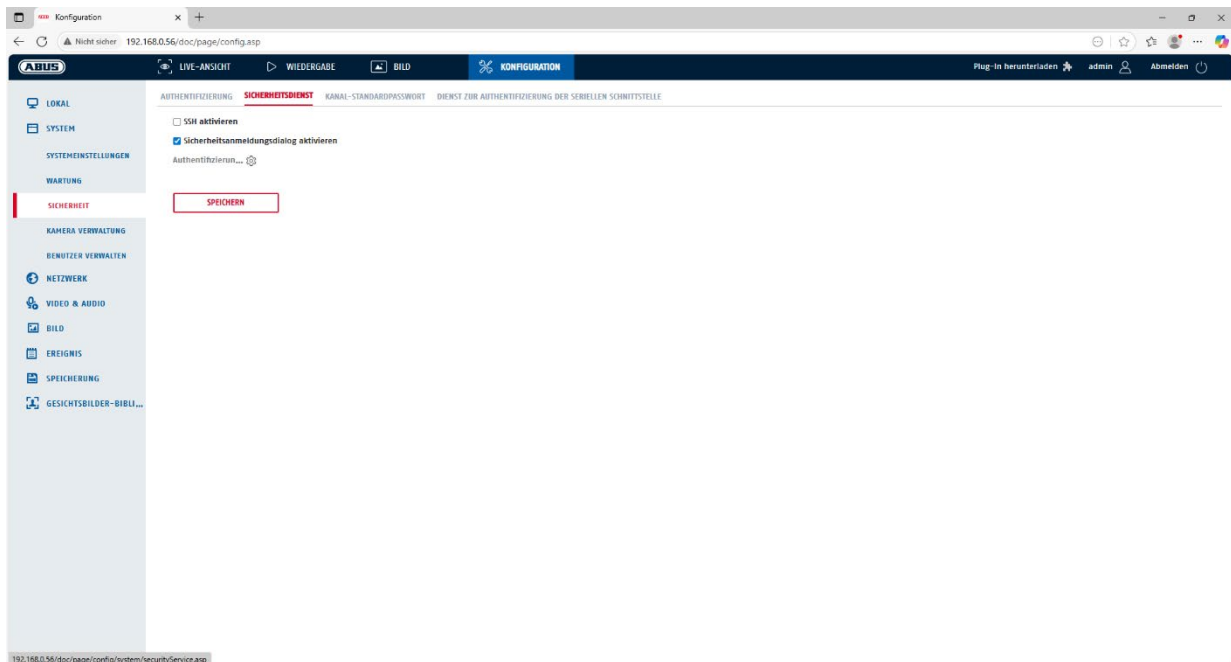 Konfiguration
Nicht sicher 192.168.0.56/doc/page/config.asp
ABUS LIVE-ANSICHT WIEDERGABE BILD KONFIGURATION Plug-In herunterladen admin Abmelden
AUTHENTIFIZIERUNG SICHERHEITSDIENST KANAL-STANDARDPASSWORT DIENST ZUR AUTHENTIFIZIERUNG DER SERIELLEN SCHNITTSTELLE
LOKAL
SSH aktivieren
SYSTEM
Sicherheitsanmeldungsdialog aktivieren
SYSTEMEINSTELLUNGEN
Authentifizierun...
WARTUNG
SICHERHEIT
SPEICHERN
KAMERA VERWALTUNG
BENUTZER VERWALTEN
NETZWERK
VIDEO & AUDIO
BILD
EREIGNIS
SPEICHERUNG
GESICHTSBILDER-BIBLI...
192.168.0.56/doc/page/config/system/securityService.asp